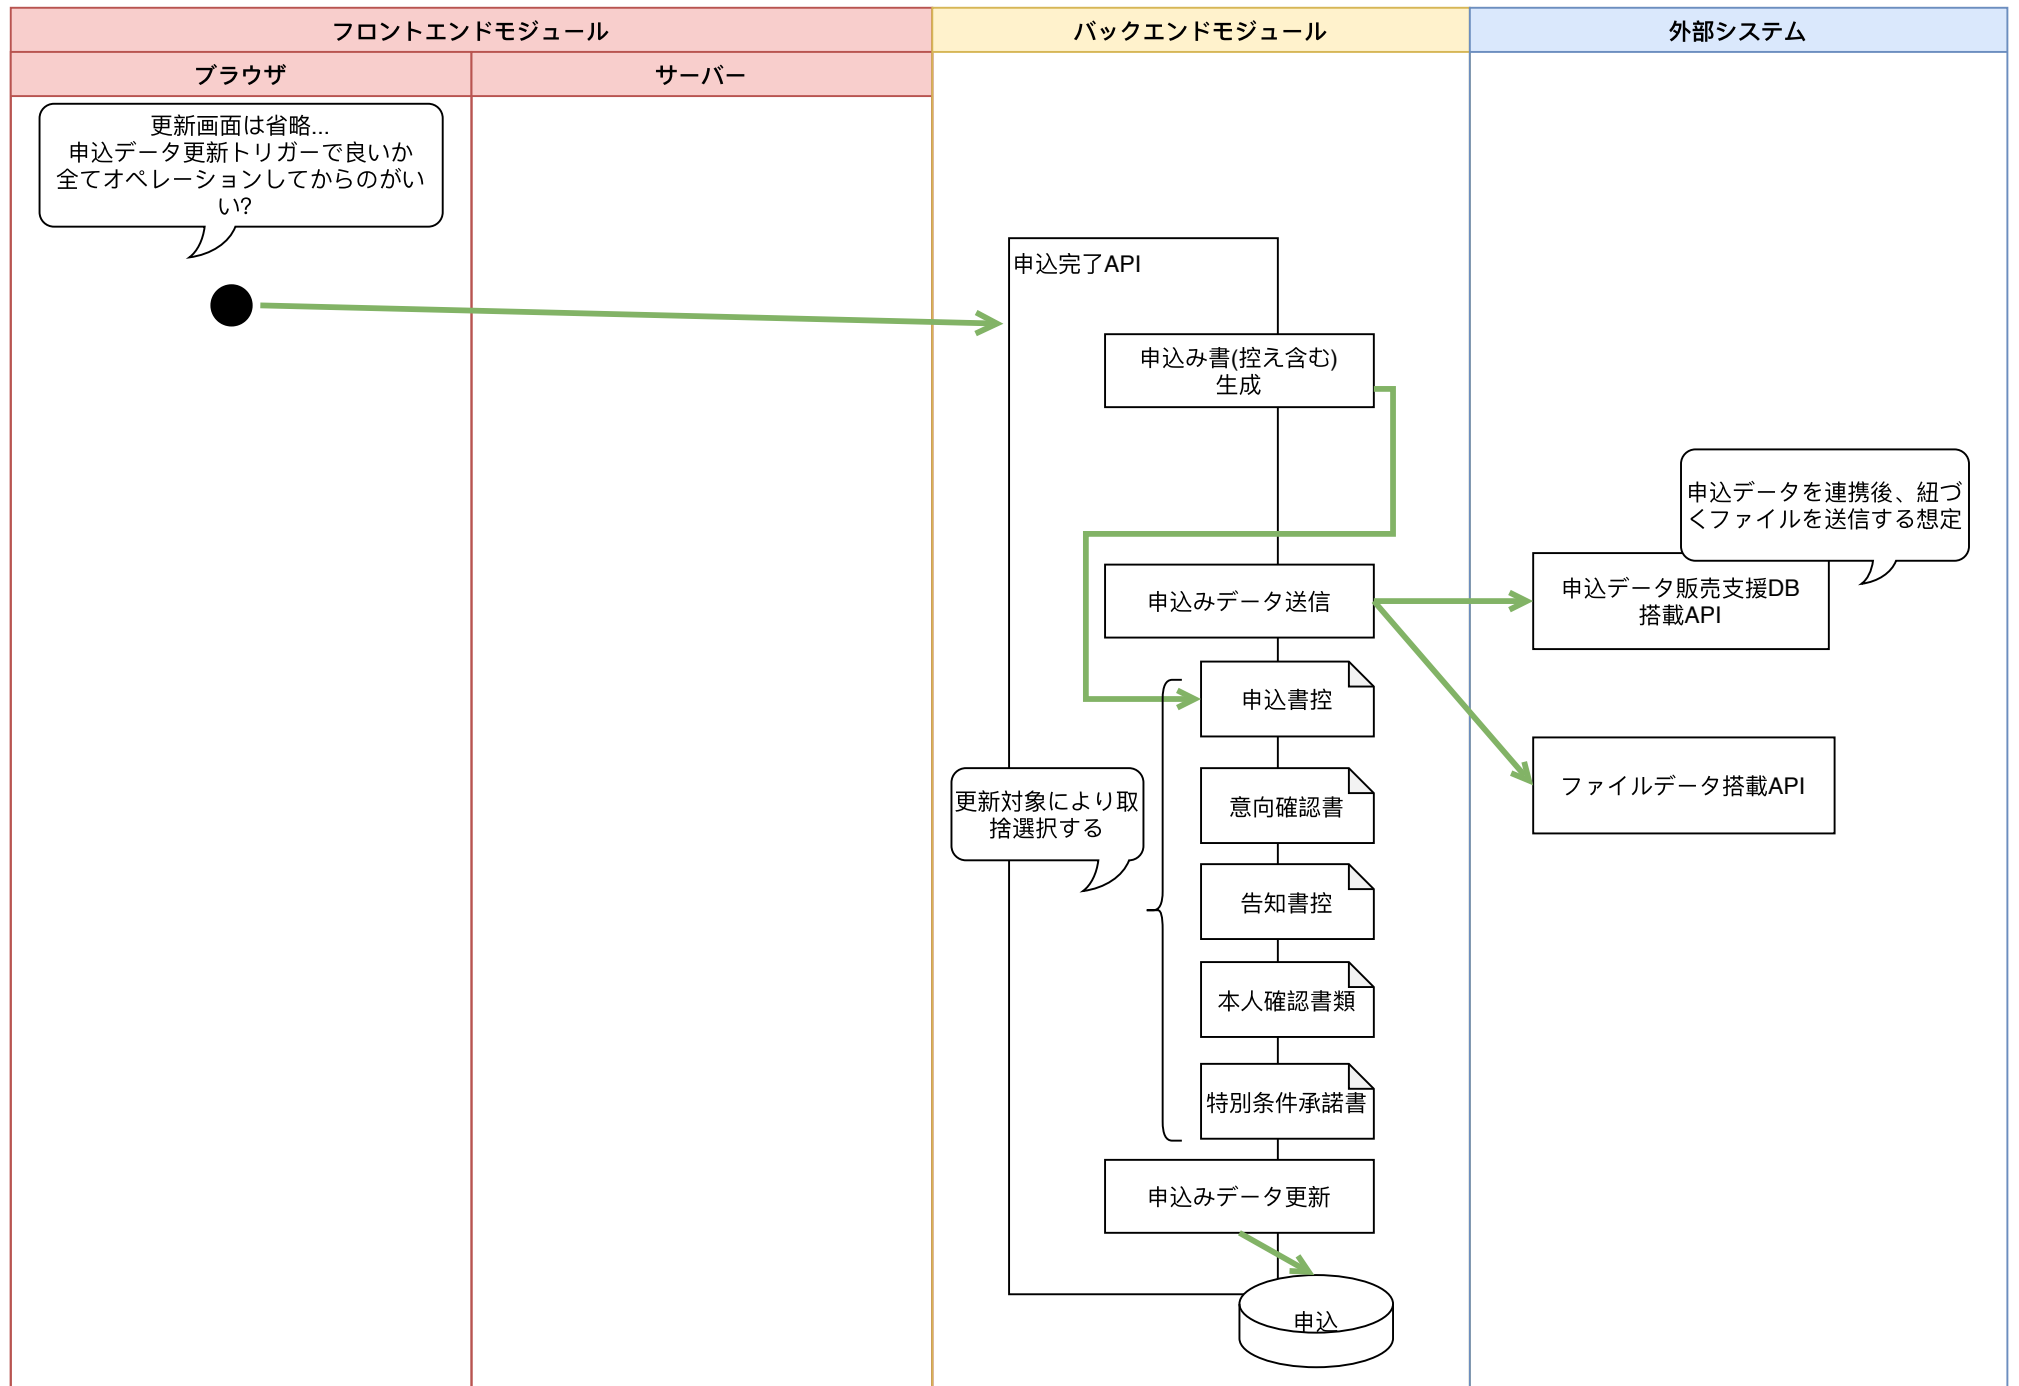 フロントエンドモジュール
バックエンドモジュール
外部システム
ブラウザ
サーバー
更新画面は省略...
申込データ更新トリガーで良いか
全てオペレーションしてからのがい
い?
申込完了API
申込み書(控え含む)
生成
申込データを連携後、紐づ
くファイルを送信する想定
申込みデータ送信
申込データ販売支援DB
搭載API
申込書控
ファイルデータ搭載API
更新対象により取
捨選択する
意向確認書
告知書控
本人確認書類
特別条件承諾書
申込みデータ更新
申込